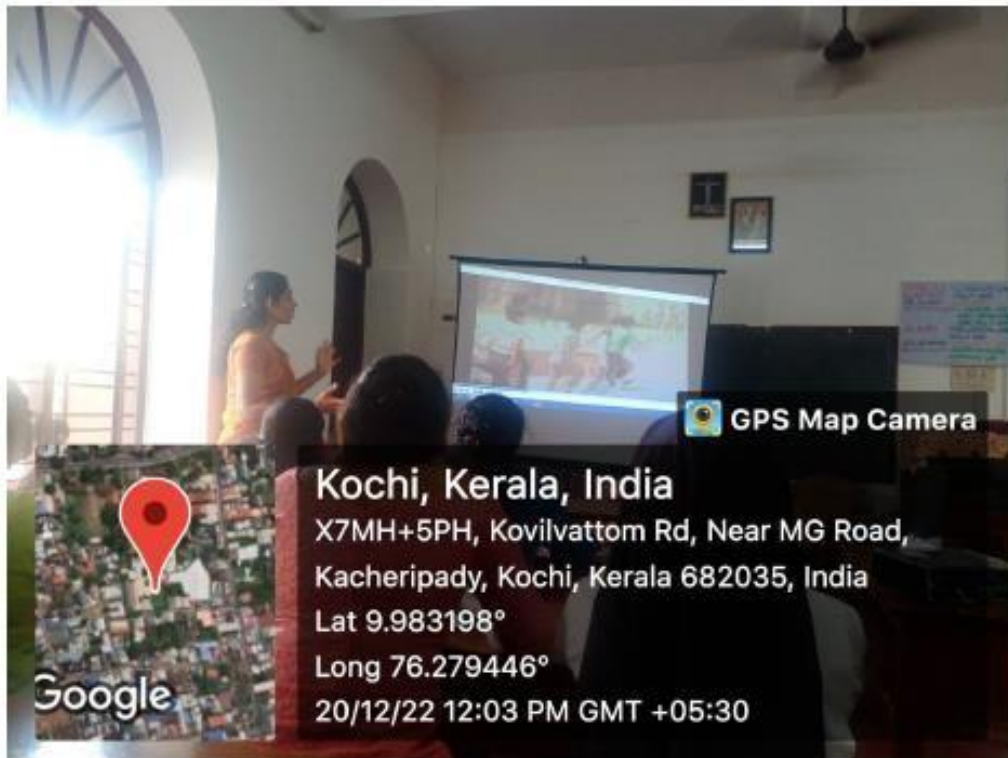 GPS Map Camera
Kochi, Kerala, India
X7MH+5PH, Kovilvattom Rd, Near MG Road,
Kacheripady, Kochi, Kerala 682035, India
Lat 9.983198°
Long 76.279446°
20/12/22 12:03 PM GMT +05:30
Google